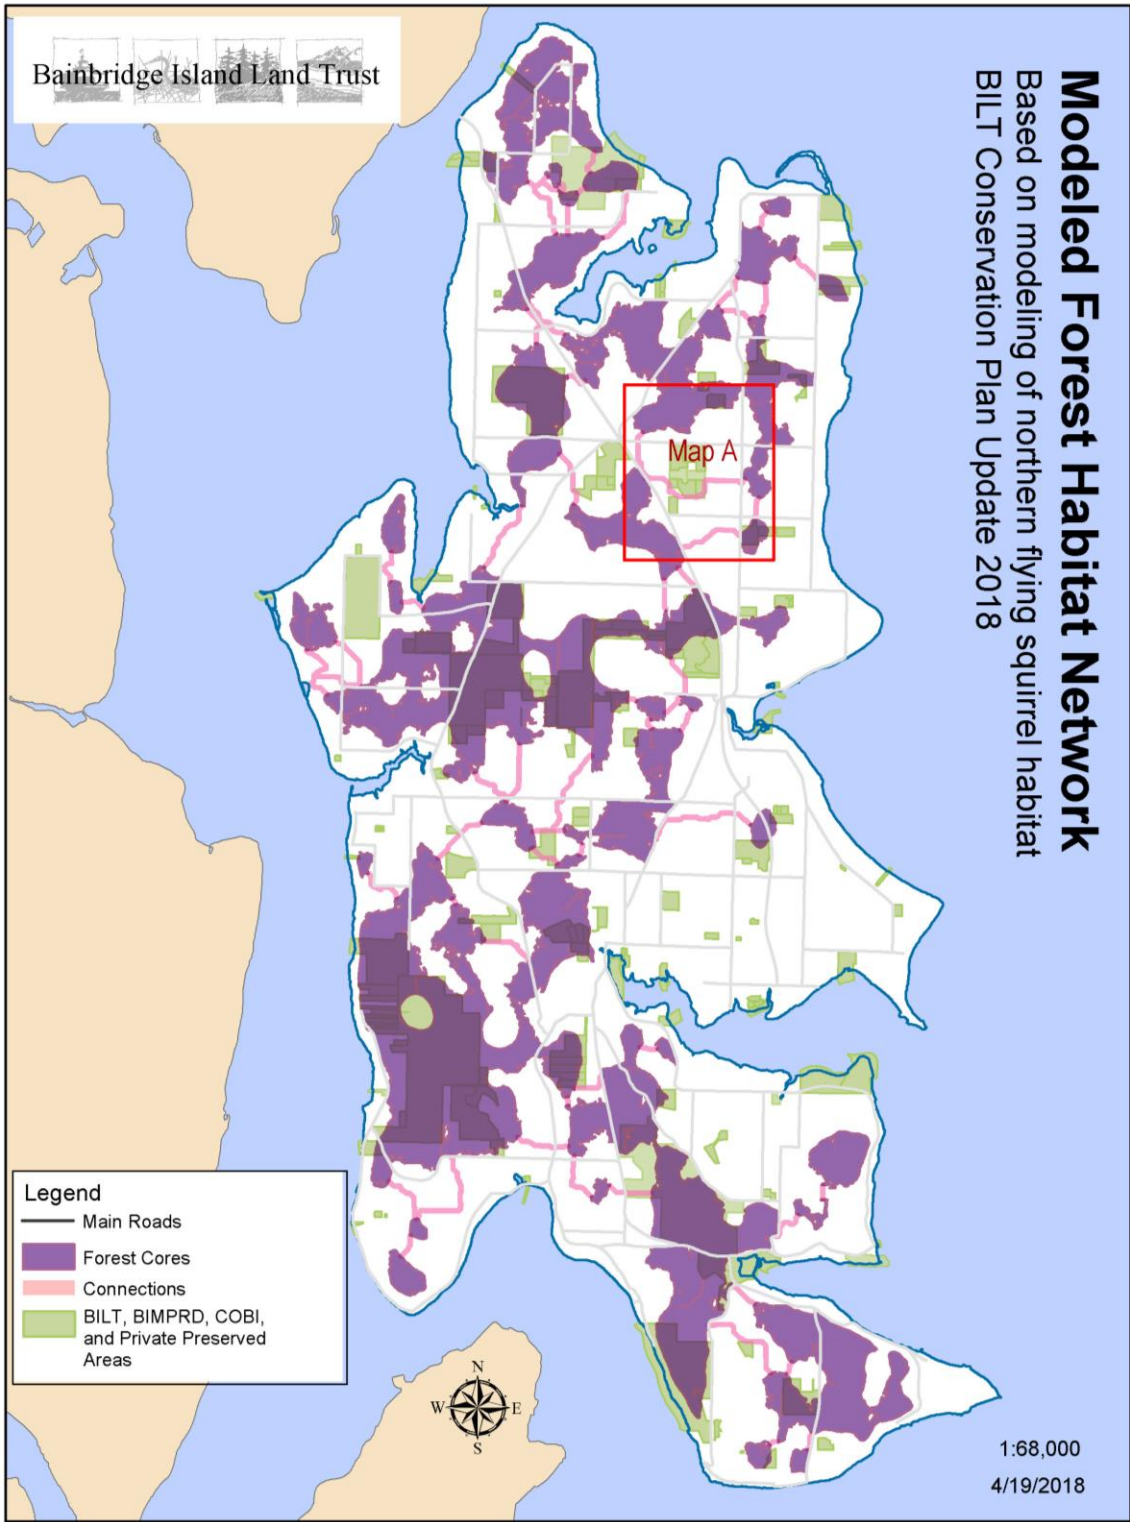 Bainbridge Island Land Trust
Modeled Forest Habitat Network
Based on modeling of northern flying squirrel habitat
BILT Conservation Plan Update 2018
Map A
Legend
Main Roads
Forest Cores
Connections
BILT, BIMPRD, COBI,
and Private Preserved
Areas
N
W
E
S
1:68,000
4/19/2018